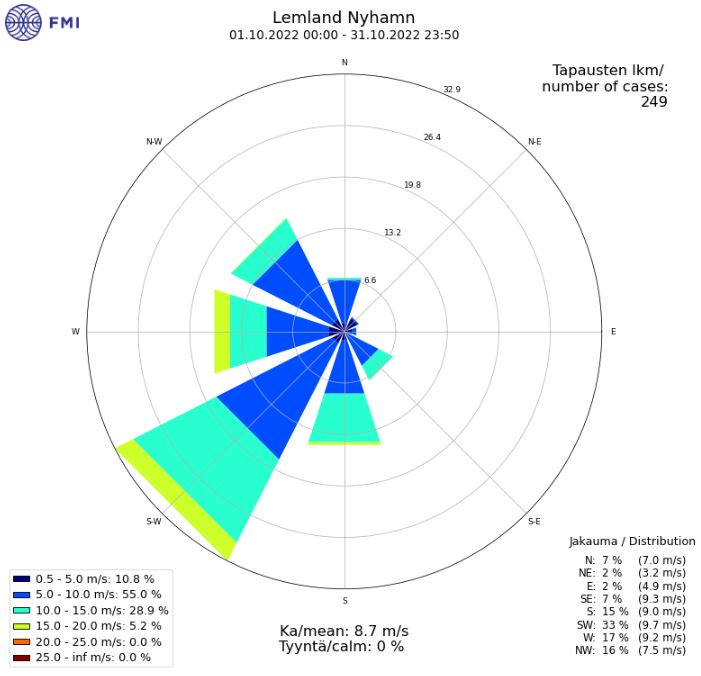 FMI
Lemland Nyhamn
01.10.2022 00:00 - 31.10.2022 23:50
Tapausten lkm/
number of cases:
249
N
32.9
26.4
19.8
13.2
6.6
N-W
N-E
W
E
S-W
S-E
S
Jakauma / Distribution
N: 7 % (7.0 m/s)
NE: 2 % (3.2 m/s)
E: 2 % (4.9 m/s)
SE: 7 % (9.3 m/s)
S: 15 % (9.0 m/s)
SW: 33 % (9.7 m/s)
W: 17 % (9.2 m/s)
NW: 16 % (7.5 m/s)
0.5 - 5.0 m/s: 10.8 %
5.0 - 10.0 m/s: 55.0 %
10.0 - 15.0 m/s: 28.9 %
15.0 - 20.0 m/s: 5.2 %
20.0 - 25.0 m/s: 0.0 %
25.0 - inf m/s: 0.0 %
Ka/mean: 8.7 m/s
Tyyntä/calm: 0 %